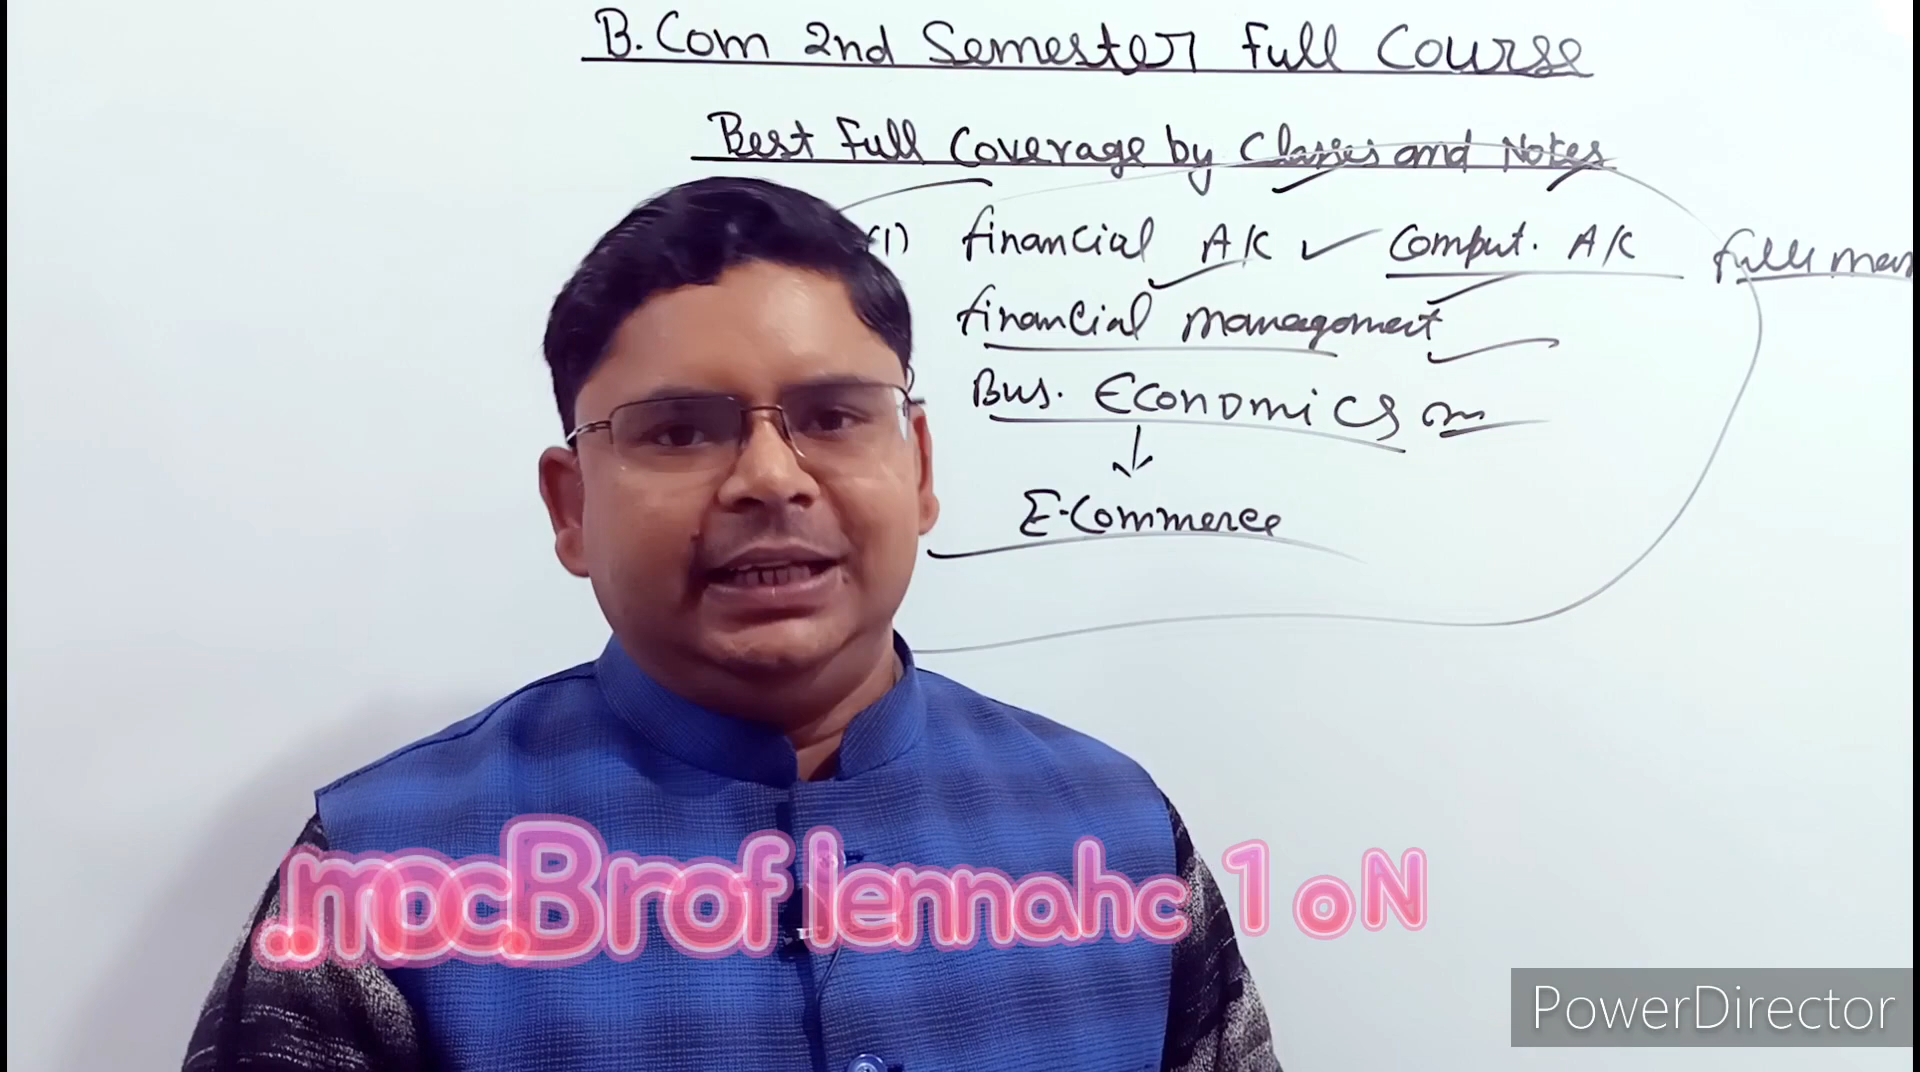 B.Com 2nd Semester Full Course
Best Full Coverage by Classes and Notes
(1) financial A/C Comput. A/C full
financial management
Bus. Economics
E-Commerce
.mocBrof lennahc 1 oN
PowerDirector